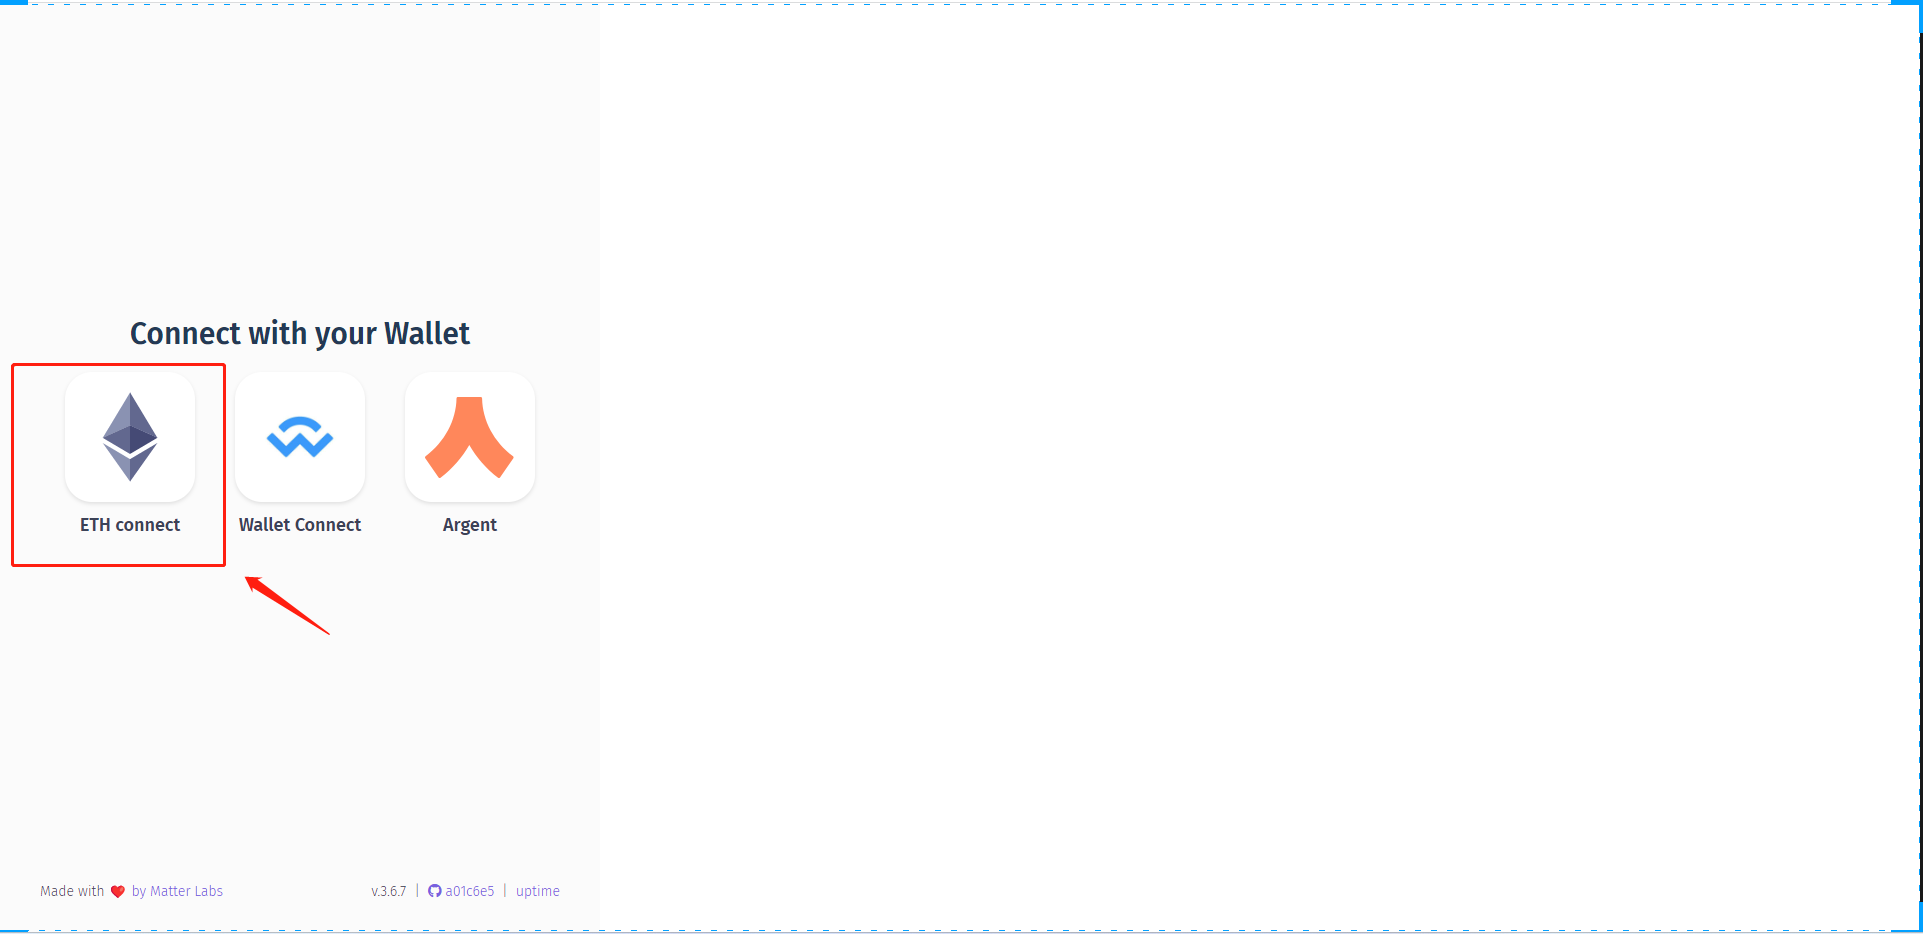 Connect with your Wallet
ETH connect
Wallet Connect
Argent
Made with ❤️ by Matter Labs
v.3.6.7 | a01c6e5 | uptime